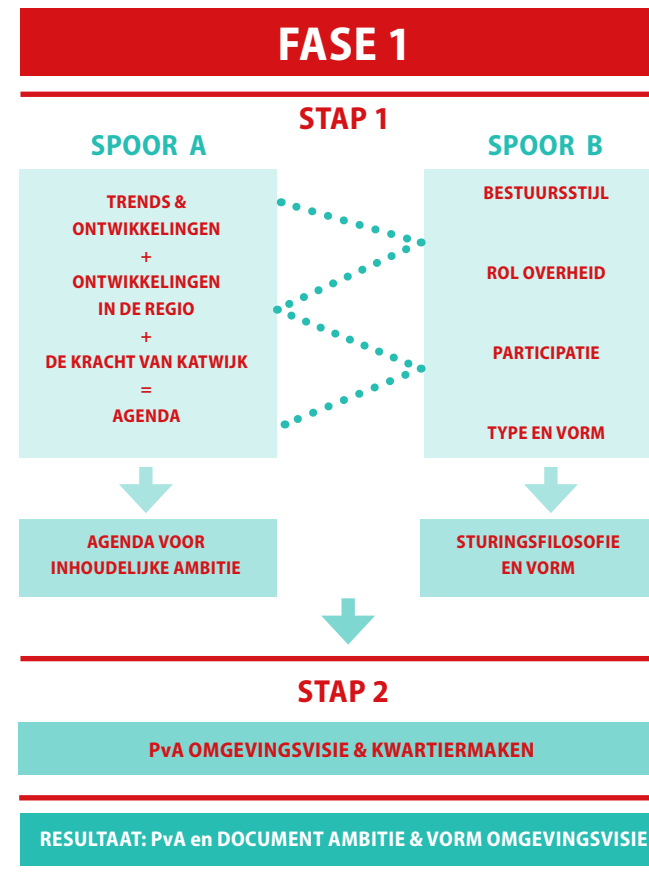 FASE 1
STAP 1
SPOOR A
TRENDS &
ONTWIKKELINGEN
+
ONTWIKKELINGEN
IN DE REGIO
+
DE KRACHT VAN KATWIJK
=
AGENDA
AGENDA VOOR
INHOUDELIJKE AMBITIE
SPOOR B
BESTUURSSTIJL
ROL OVERHEID
PARTICIPATIE
TYPE EN VORM
STURINGSFILOSOFIE
EN VORM
STAP 2
PvA OMGEVINGSVISIE & KWARTIERMAKEN
RESULTAAT: PvA en DOCUMENT AMBITIE & VORM OMGEVINGSVISIE